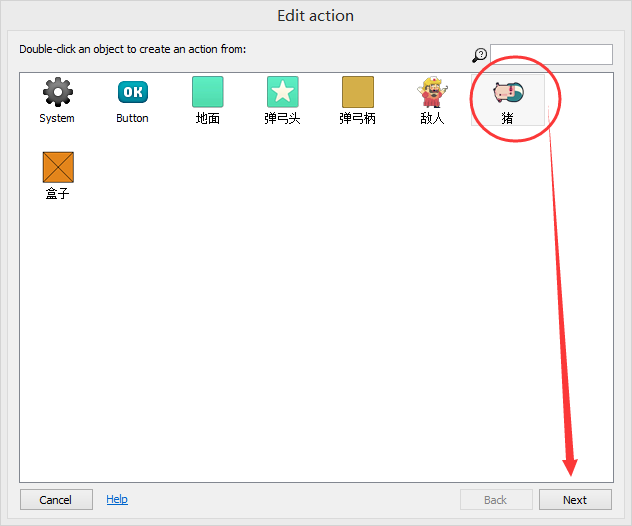 Edit action
Double-click an object to create an action from:
System
Button
OK
地面
弹弓头
弹弓柄
敌人
猪
盒子
Cancel
Help
Back
Next